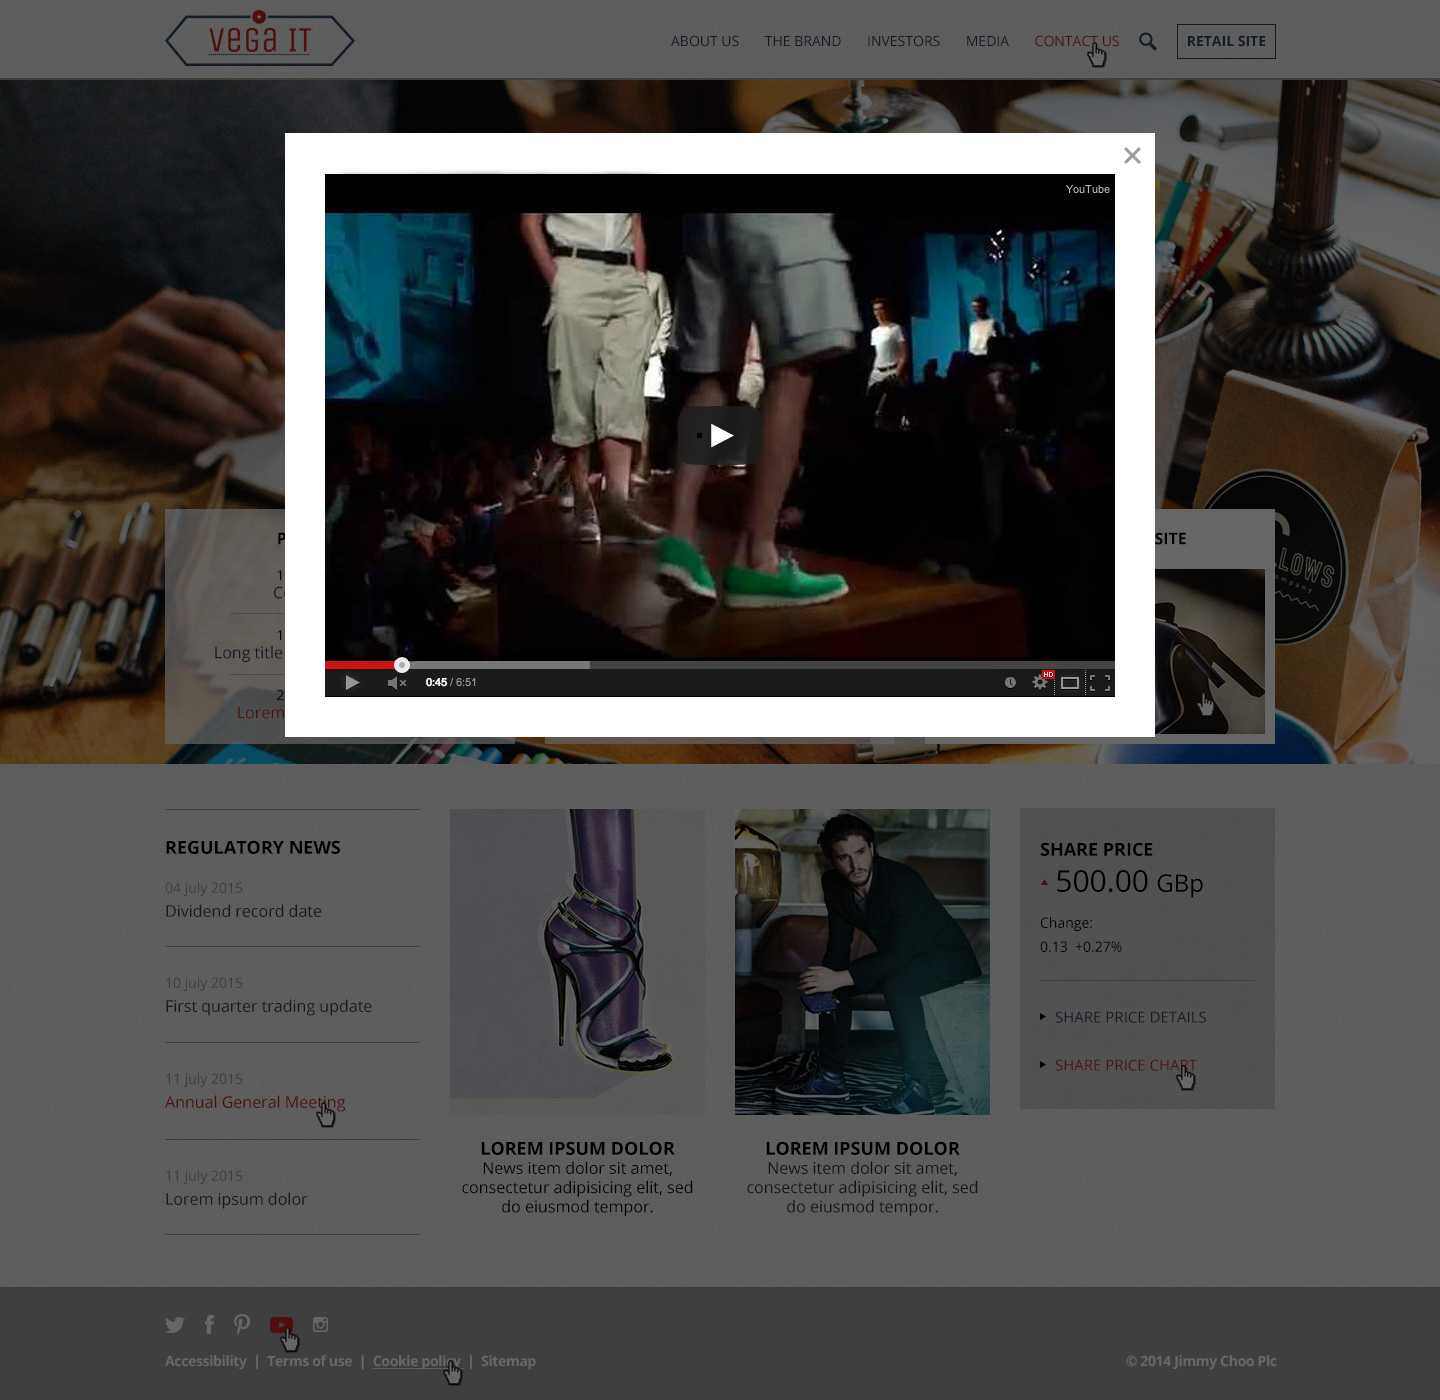 VEGA IT
ABOUT US
THE BRAND
INVESTORS
MEDIA
CONTACT US
RETAIL SITE
YouTube
HD
0:45 / 6:51
SITE
Long title
Lorem
LLOWS
REGULATORY NEWS
04 july 2015
Dividend record date
10 july 2015
First quarter trading update
11 july 2015
Annual General Meeting
11 july 2015
Lorem ipsum dolor
LOREM IPSUM DOLOR
News item dolor sit amet,
consectetur adipisicing elit, sed
do eiusmod tempor.
LOREM IPSUM DOLOR
News item dolor sit amet,
consectetur adipisicing elit, sed
do eiusmod tempor.
SHARE PRICE
500.00 GBp
Change:
0.13 +0.27%
SHARE PRICE DETAILS
SHARE PRICE CHART
Accessibility | Terms of use | Cookie policy | Sitemap
© 2014 Jimmy Choo Plc